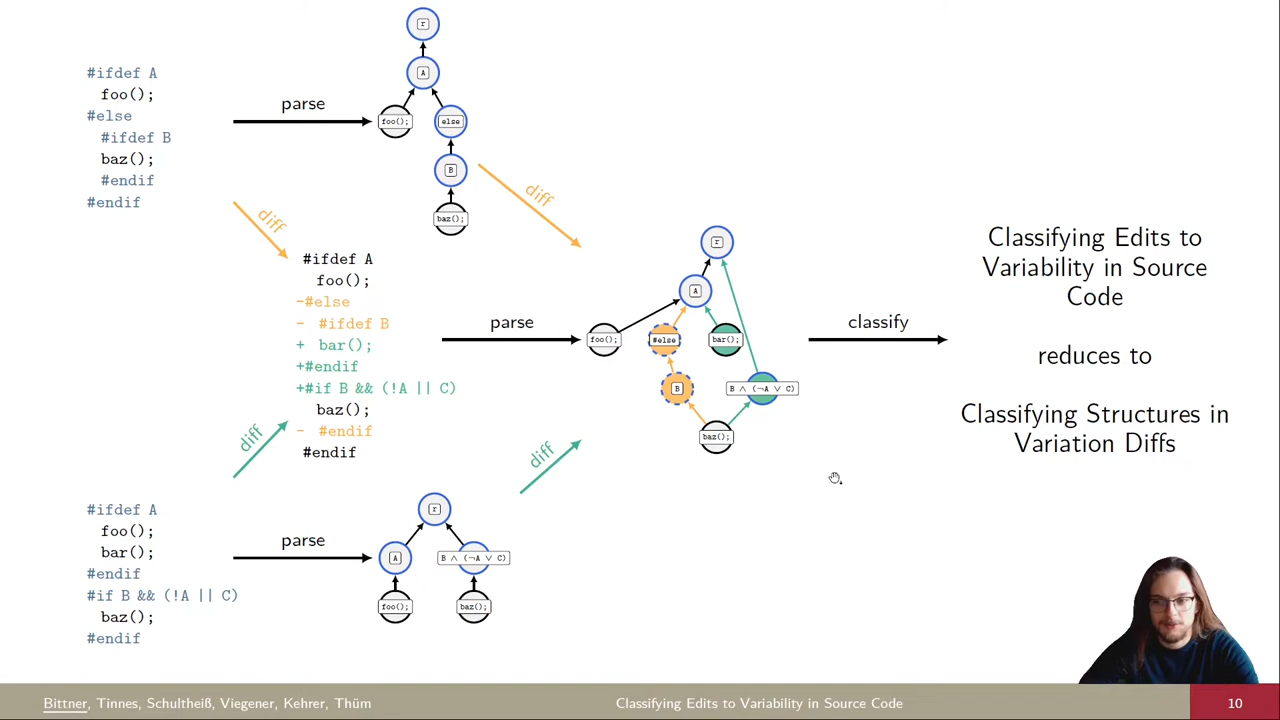 #ifdef A
foo();
#else
#ifdef B
baz();
#endif
#endif
parse
r
A
foo();
else
B
baz();
diff
diff
#ifdef A
foo();
-#else
-  #ifdef B
+  bar();
+#endif
+#if B && (!A || C)
baz();
-  #endif
#endif
parse
r
A
foo();
#else
bar();
B
B ∧ (¬A ∨ C)
baz();
classify
Classifying Edits to
Variability in Source
Code
reduces to
Classifying Structures in
Variation Diffs
diff
diff
#ifdef A
foo();
bar();
#endif
#if B && (!A || C)
baz();
#endif
parse
r
A
B ∧ (¬A ∨ C)
foo();
baz();
Bittner, Tinnes, Schultheiß, Viegener, Kehrer, Thüm
Classifying Edits to Variability in Source Code
10